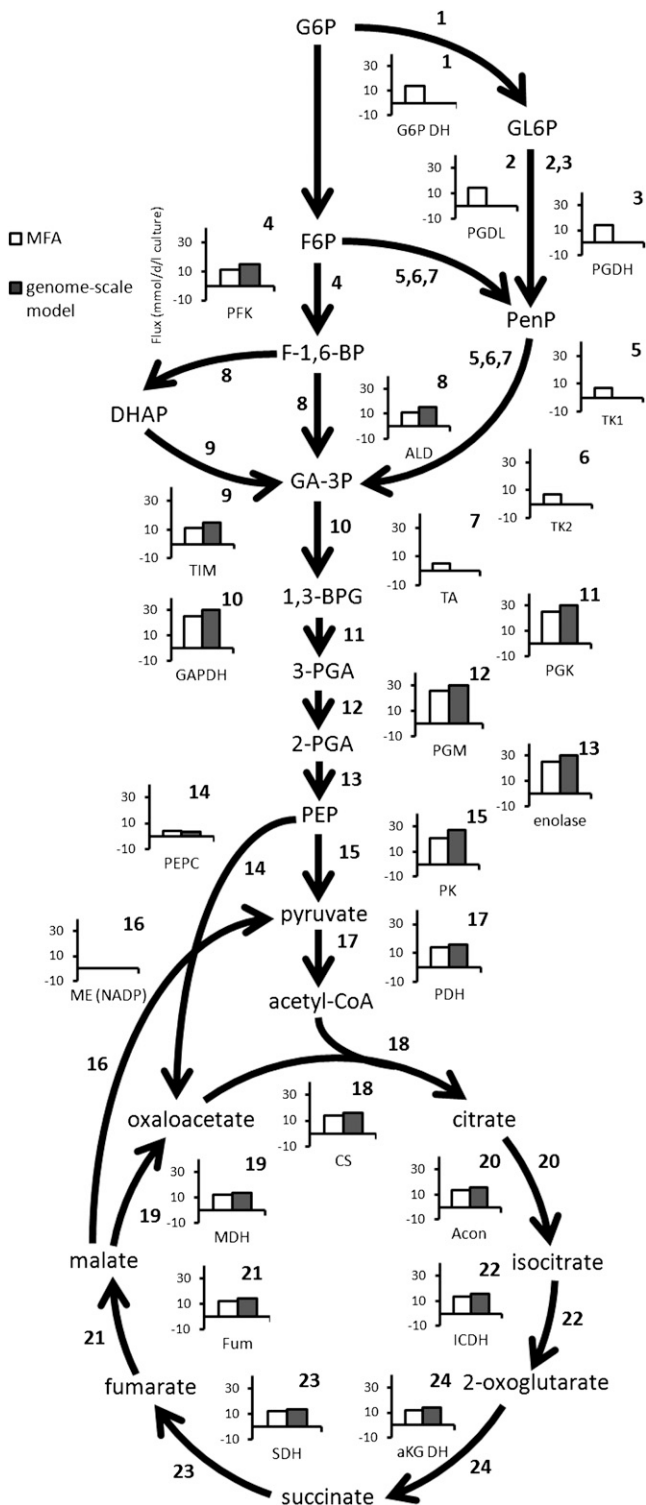 1
G6P
1
30
10
-10
G6P DH
GL6P
2
2,3
30
10
-10
PGDL
3
30
10
-10
PGDH
MFA
genome-scale
model
Flux (mmol/d/l culture)
4
30
10
-10
PFK
F6P
4
5,6,7
PenP
F-1,6-BP
8
8
5,6,7
5
30
10
-10
TK1
DHAP
8
30
10
-10
ALD
9
GA-3P
6
30
10
-10
TK2
9
30
10
-10
TIM
10
7
30
10
-10
TA
10
30
10
-10
GAPDH
1,3-BPG
11
11
30
10
-10
PGK
3-PGA
12
12
30
10
-10
PGM
2-PGA
13
13
30
10
-10
enolase
14
30
10
-10
PEPC
PEP
14
15
15
30
10
-10
PK
16
30
10
-10
ME (NADP)
pyruvate
17
17
30
10
-10
PDH
acetyl-CoA
16
18
18
30
10
-10
CS
oxaloacetate
citrate
19
19
30
10
-10
MDH
20
30
10
-10
Acon
20
malate
isocitrate
21
30
10
-10
Fum
22
30
10
-10
ICDH
22
21
fumarate
2-oxoglutarate
23
30
10
-10
SDH
24
30
10
-10
aKG DH
23
24
succinate